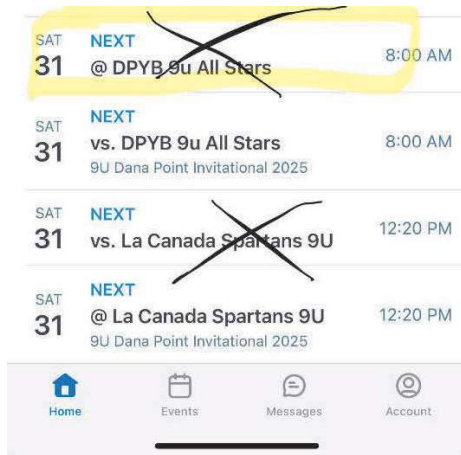 SAT
31
NEXT
@ DPYB 9u All Stars
8:00 AM
SAT
31
NEXT
vs. DPYB 9u All Stars
9U Dana Point Invitational 2025
8:00 AM
SAT
31
NEXT
vs. La Canada Spartans 9U
12:20 PM
SAT
31
NEXT
@ La Canada Spartans 9U
9U Dana Point Invitational 2025
12:20 PM
Home
Events
Messages
Account